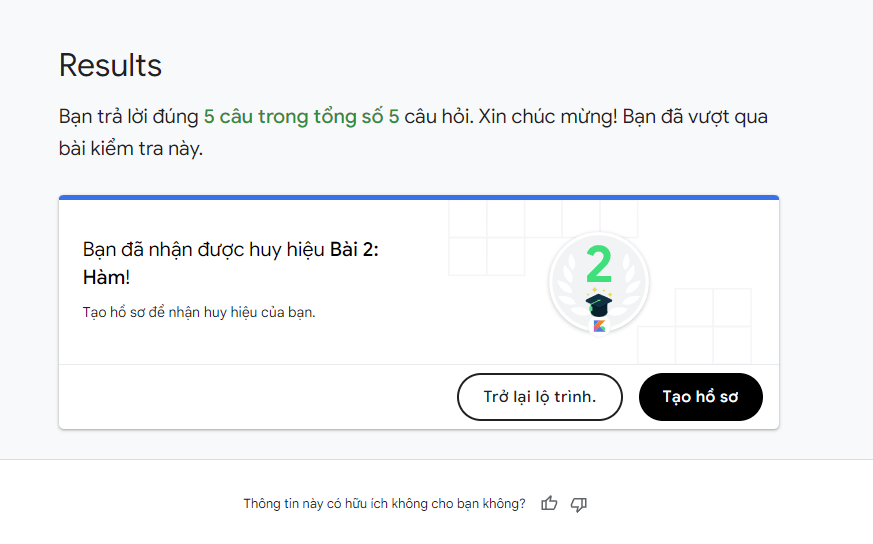 Results
Bạn trả lời đúng 5 câu trong tổng số 5 câu hỏi. Xin chúc mừng! Bạn đã vượt qua
bài kiểm tra này.
Bạn đã nhận được huy hiệu Bài 2:
Hàm!
Tạo hồ sơ để nhận huy hiệu của bạn.
2
Trở lại lộ trình.
Tạo hồ sơ
Thông tin này có hữu ích không cho bạn không?